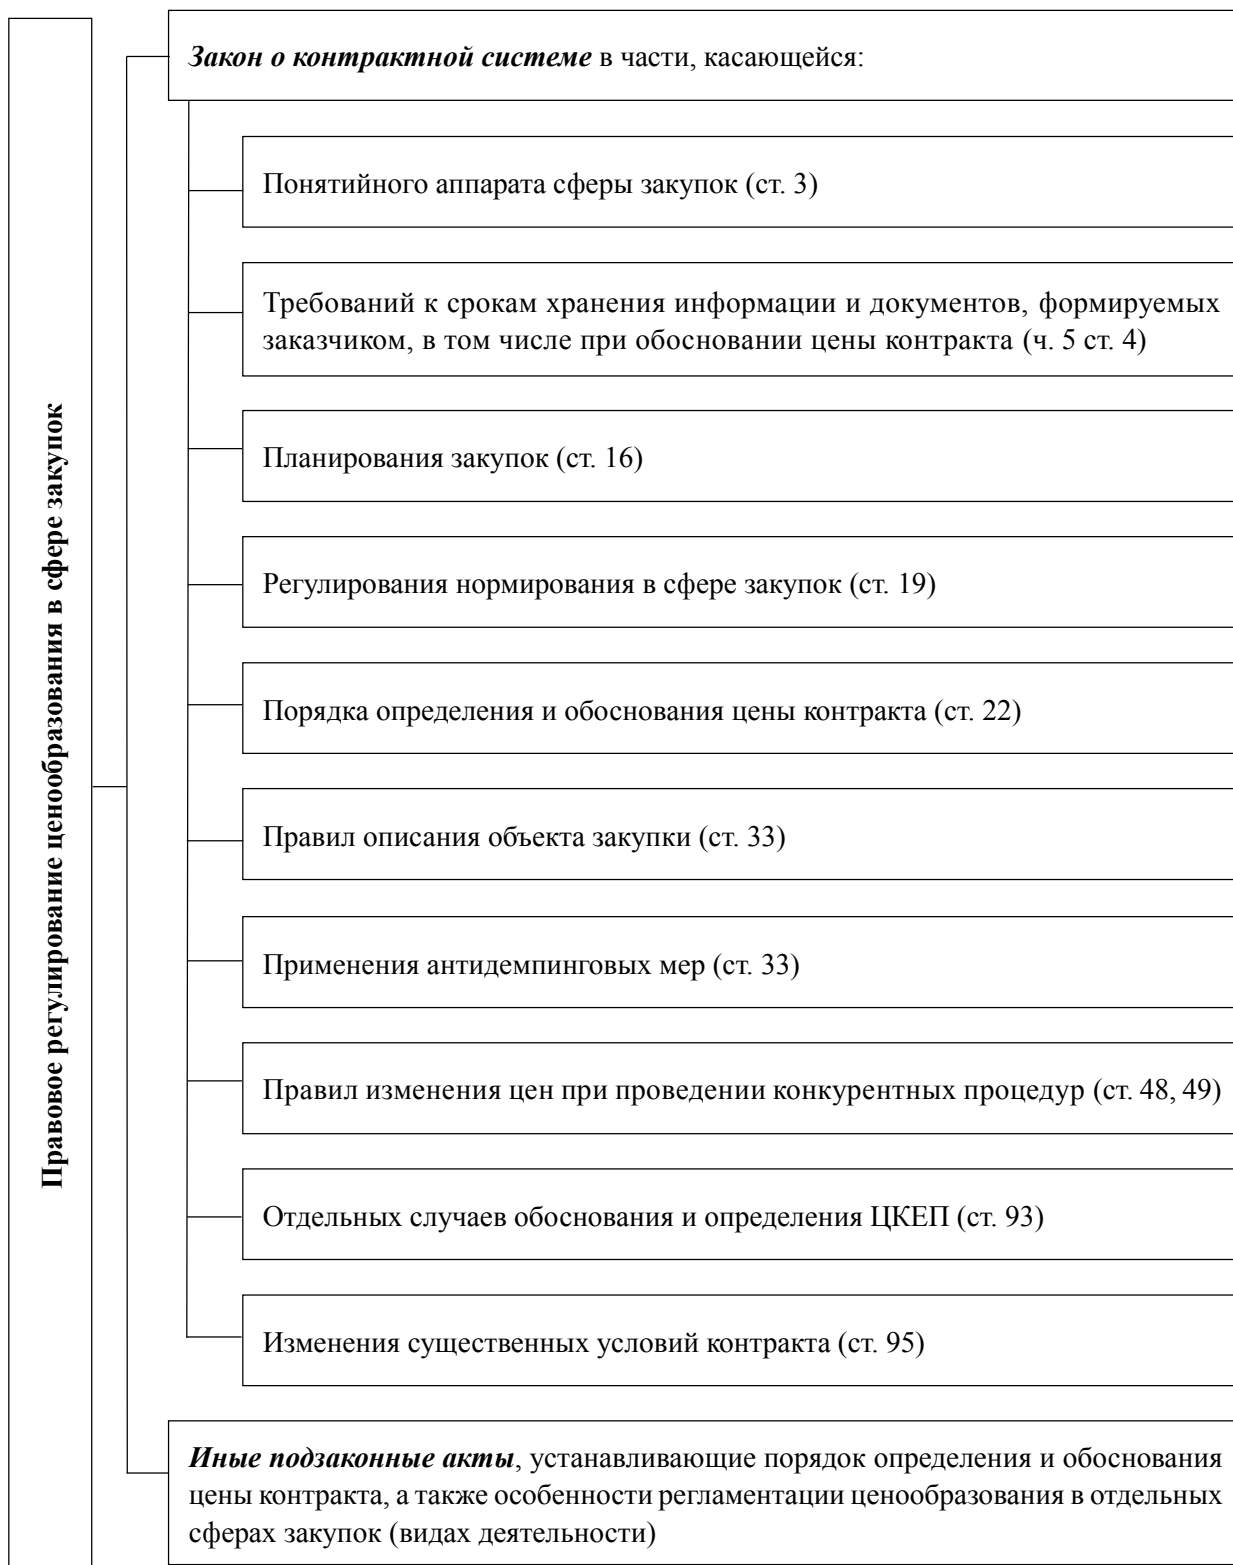 Правовое регулирование ценообразования в сфере закупок
Закон о контрактной системе в части, касающейся:
Понятийного аппарата сферы закупок (ст. 3)
Требований к срокам хранения информации и документов, формируемых
заказчиком, в том числе при обосновании цены контракта (ч. 5 ст. 4)
Планирования закупок (ст. 16)
Регулирования нормирования в сфере закупок (ст. 19)
Порядка определения и обоснования цены контракта (ст. 22)
Правил описания объекта закупки (ст. 33)
Применения антидемпинговых мер (ст. 33)
Правил изменения цен при проведении конкурентных процедур (ст. 48, 49)
Отдельных случаев обоснования и определения ЦКЕП (ст. 93)
Изменения существенных условий контракта (ст. 95)
Иные подзаконные акты, устанавливающие порядок определения и обоснования
цены контракта, а также особенности регламентации ценообразования в отдельных
сферах закупок (видах деятельности)